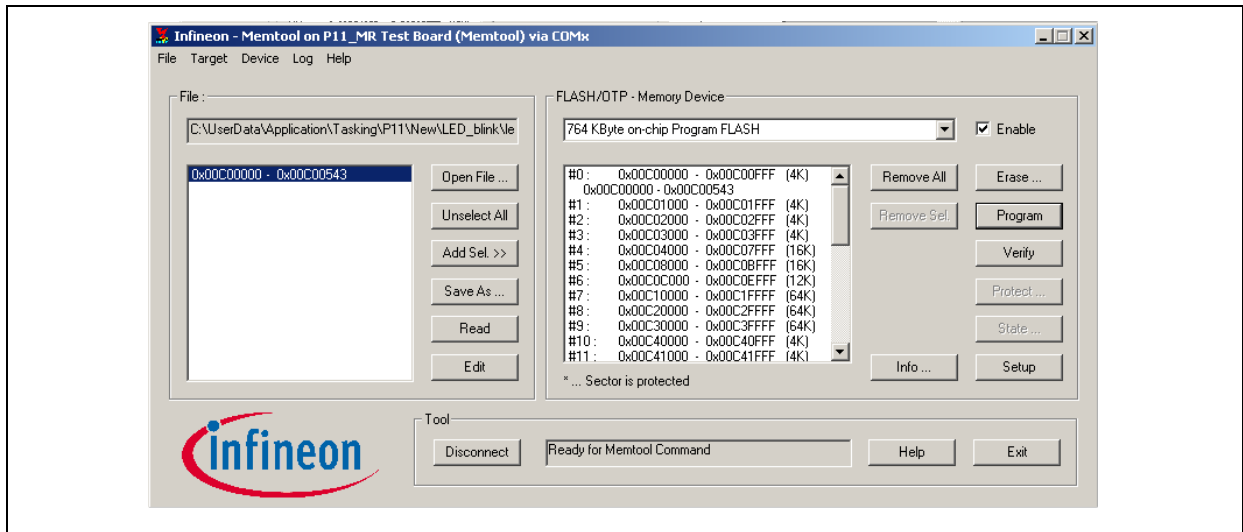 Infineon - Memtool on P11_MR Test Board (Memtool) via COMx
File Target Device Log Help
File :
C:\UserData\Application\Tasking\P11\New\LED_blink\le
0x00C00000 - 0x00C00543
Open File ...
Unselect All
Add Sel. >>
Save As ...
Read
Edit
FLASH/OTP - Memory Device
764 KByte on-chip Program FLASH
Enable
#0 : 0x00C00000 - 0x00C00FFF (4K)
0x00C00000 - 0x00C00543
#1 : 0x00C01000 - 0x00C01FFF (4K)
#2 : 0x00C02000 - 0x00C02FFF (4K)
#3 : 0x00C03000 - 0x00C03FFF (4K)
#4 : 0x00C04000 - 0x00C07FFF (16K)
#5 : 0x00C08000 - 0x00C0BFFF (16K)
#6 : 0x00C0C000 - 0x00C0EFFF (12K)
#7 : 0x00C10000 - 0x00C1FFFF (64K)
#8 : 0x00C20000 - 0x00C2FFFF (64K)
#9 : 0x00C30000 - 0x00C3FFFF (64K)
#10 : 0x00C40000 - 0x00C40FFF (4K)
#11 : 0x00C41000 - 0x00C41FFF (4K)
* ... Sector is protected
Remove All
Remove Sel.
Info ...
Erase ...
Program
Verify
Protect ...
State ...
Setup
infineon
Tool
Disconnect
Ready for Memtool Command
Help
Exit